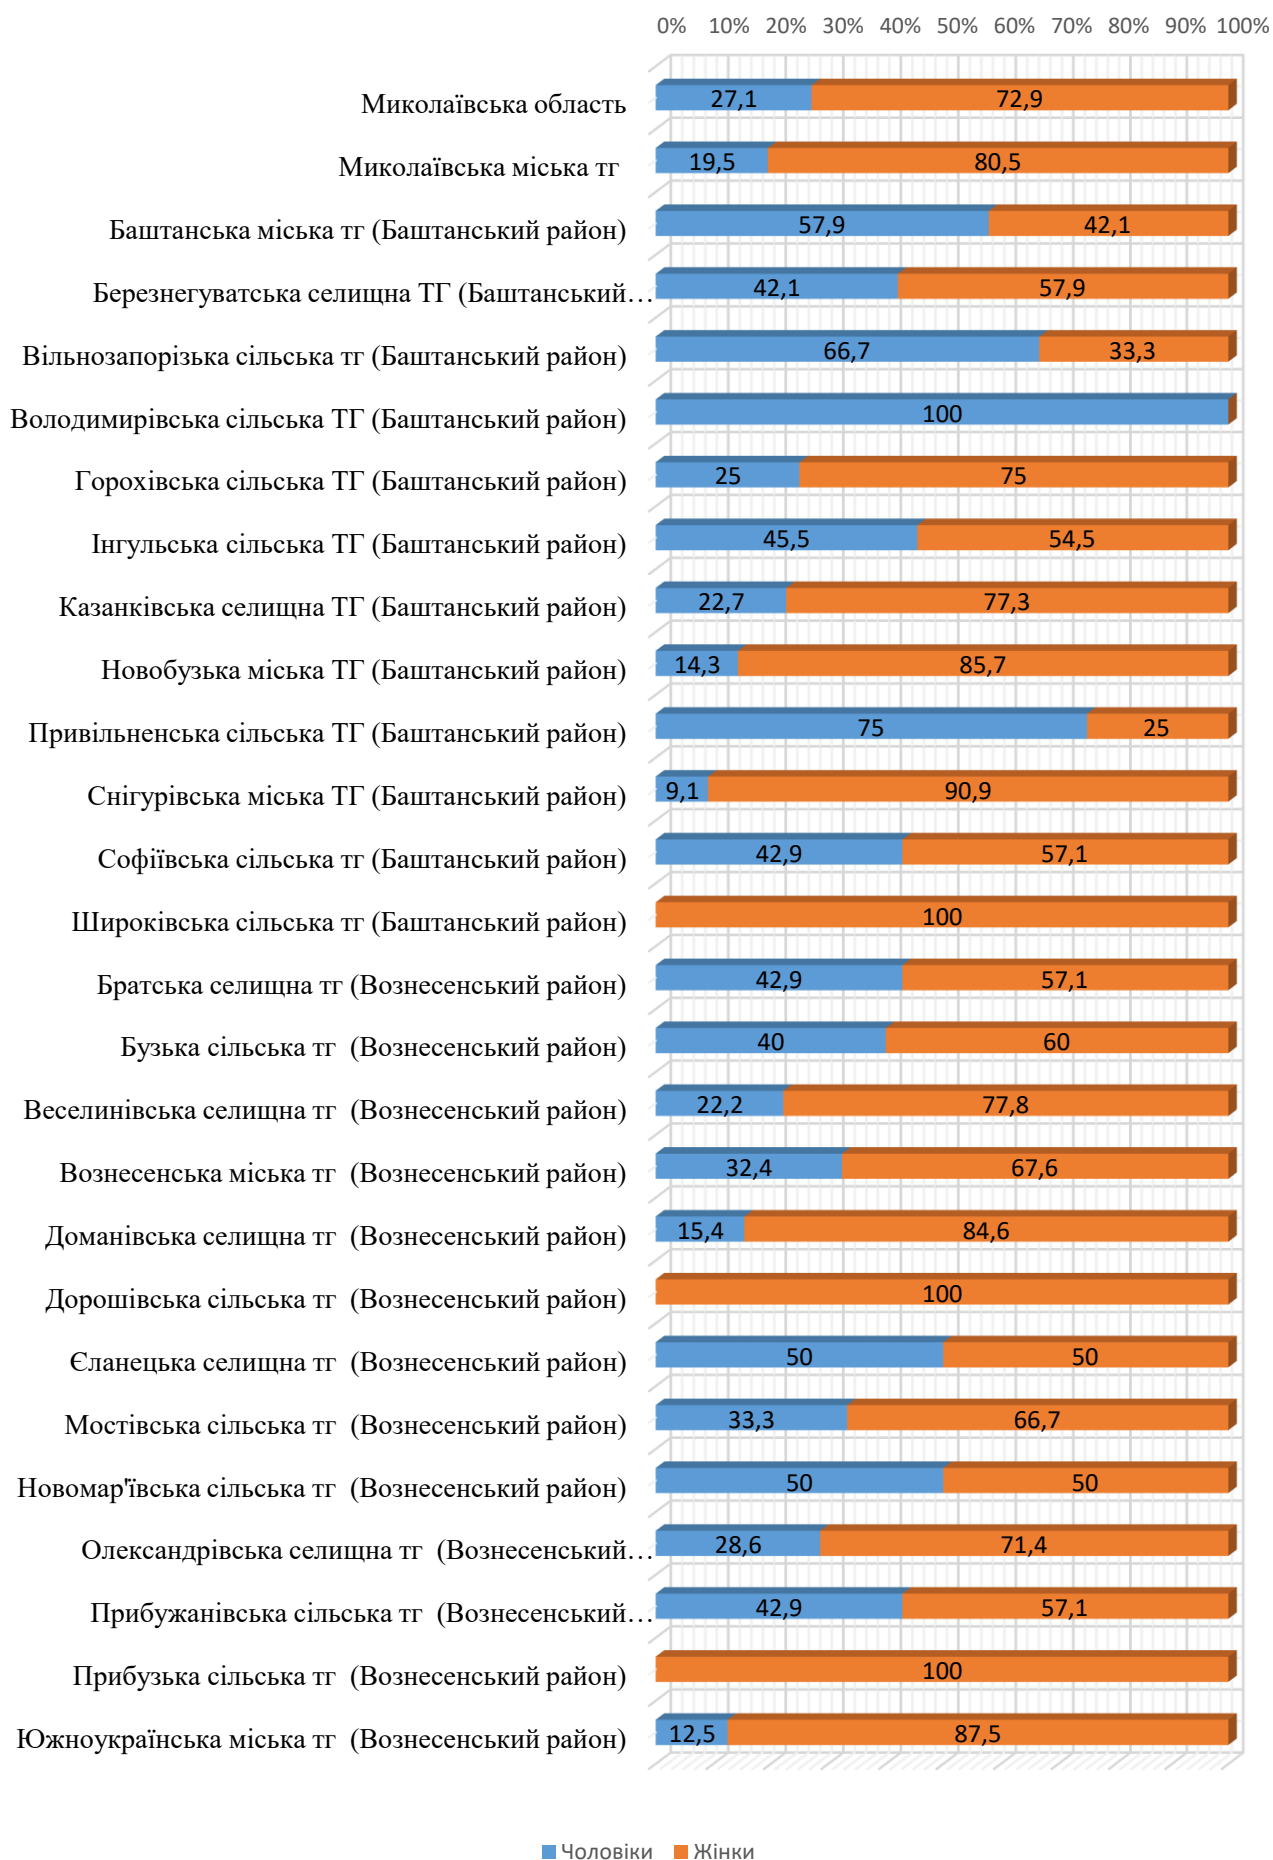 0% 10% 20% 30% 40% 50% 60% 70% 80% 90% 100%
Миколаївська область 27,1 72,9
Миколаївська міська тг 19,5 80,5
Баштанська міська тг (Баштанський район) 57,9 42,1
Березнегуватська селищна ТГ (Баштанський… 42,1 57,9
Вільнозапорізька сільська тг (Баштанський район) 66,7 33,3
Володимирівська сільська ТГ (Баштанський район) 100
Горохівська сільська ТГ (Баштанський район) 25 75
Інгульська сільська ТГ (Баштанський район) 45,5 54,5
Казанківська селищна ТГ (Баштанський район) 22,7 77,3
Новобузька міська ТГ (Баштанський район) 14,3 85,7
Привільненська сільська ТГ (Баштанський район) 75 25
Снігурівська міська ТГ (Баштанський район) 9,1 90,9
Софіївська сільська тг (Баштанський район) 42,9 57,1
Широківська сільська тг (Баштанський район) 100
Братська селищна тг (Вознесенський район) 42,9 57,1
Бузька сільська тг (Вознесенський район) 40 60
Веселинівська селищна тг (Вознесенський район) 22,2 77,8
Вознесенська міська тг (Вознесенський район) 32,4 67,6
Доманівська селищна тг (Вознесенський район) 15,4 84,6
Дорошівська сільська тг (Вознесенський район) 100
Єланецька селищна тг (Вознесенський район) 50 50
Мостівська сільська тг (Вознесенський район) 33,3 66,7
Новомар'ївська сільська тг (Вознесенський район) 50 50
Олександрівська селищна тг (Вознесенський… 28,6 71,4
Прибужанівська сільська тг (Вознесенський… 42,9 57,1
Прибузька сільська тг (Вознесенський район) 100
Южноукраїнська міська тг (Вознесенський район) 12,5 87,5
Чоловіки Жінки